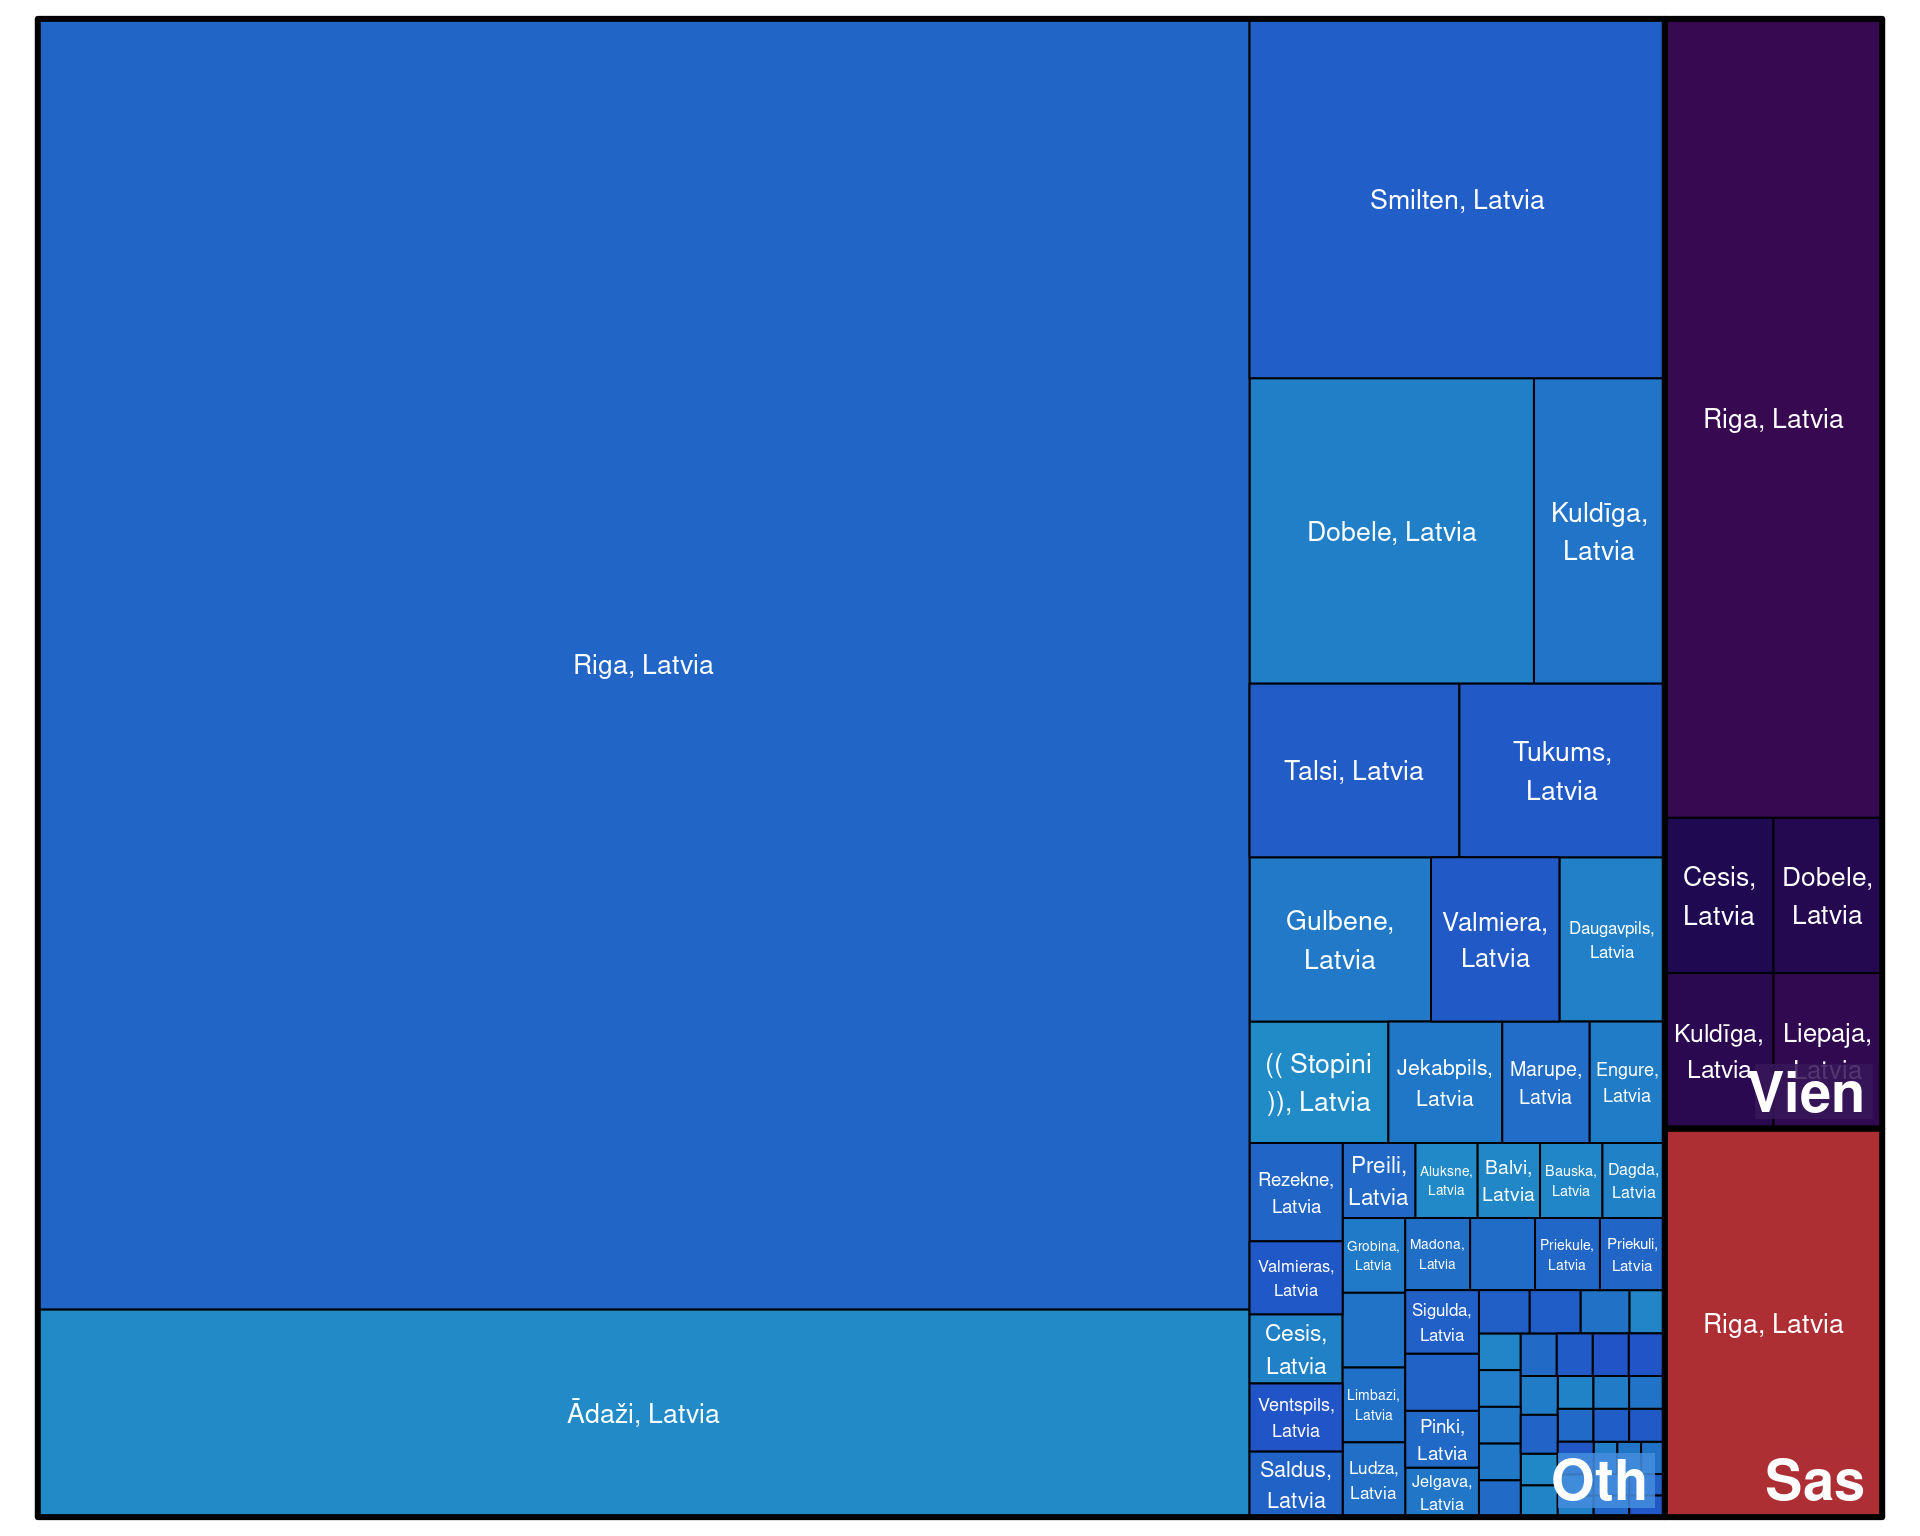 Riga, Latvia
Ādaži, Latvia
Smilten, Latvia
Dobele, Latvia
Kuldīga,
Latvia
Talsi, Latvia
Tukums,
Latvia
Gulbene,
Latvia
Valmiera,
Latvia
Daugavpils,
Latvia
(( Stopini
)), Latvia
Jekabpils,
Latvia
Marupe,
Latvia
Engure,
Latvia
Rezekne,
Latvia
Valmieras,
Latvia
Cesis,
Latvia
Ventspils,
Latvia
Saldus,
Latvia
Preili,
Latvia
Aluksne,
Latvia
Balvi,
Latvia
Bauska,
Latvia
Dagda,
Latvia
Grobina,
Latvia
Madona,
Latvia
Priekule,
Latvia
Priekuli,
Latvia
Limbazi,
Latvia
Ludza,
Latvia
Sigulda,
Latvia
Pinki,
Latvia
Jelgava,
Latvia
Oth
Riga, Latvia
Cesis,
Latvia
Dobele,
Latvia
Kuldīga,
Latvia
Liepaja,
Latvia
Vien
Riga, Latvia
Sas